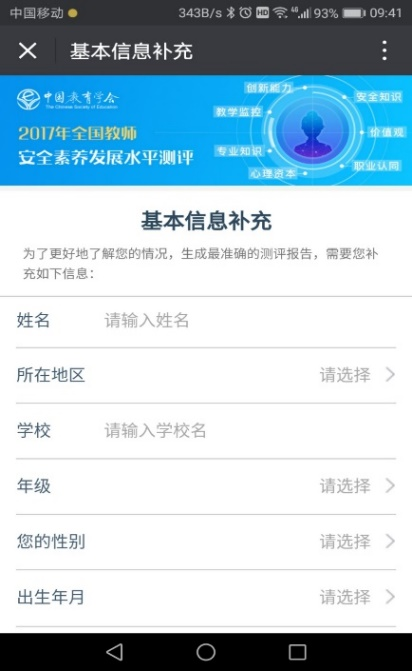 中国移动 343B/s HD 46 93% 09:41
基本信息补充
中国教育学会
The Chinese Society of Education
2017年全国教师
安全素养发展水平测评
创新能力
安全知识
教学监控
价值观
专业知识
职业认同
心理资本
基本信息补充
为了更好地了解您的情况，生成最准确的测评报告，需要您补
充如下信息：
姓名 请输入姓名
所在地区 请选择
学校 请输入学校名
年级 请选择
您的性别 请选择
出生年月 请选择